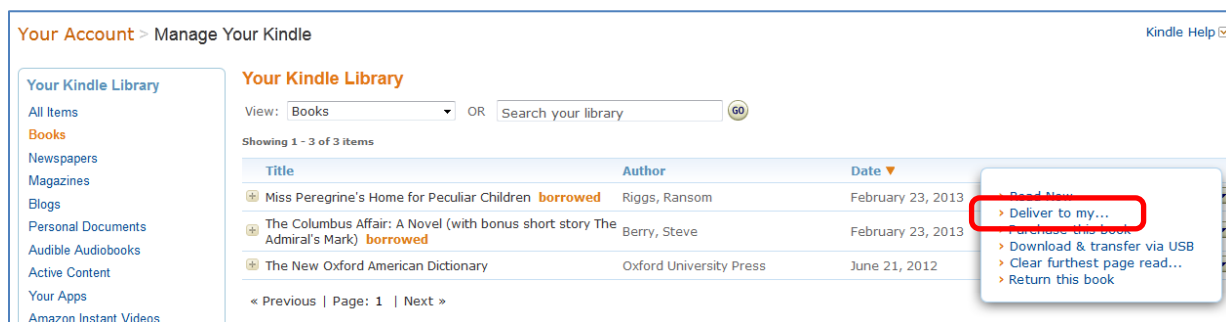 Your Account > Manage Your Kindle
Kindle Help
Your Kindle Library
All Items
Books
Newspapers
Magazines
Blogs
Personal Documents
Audible Audiobooks
Active Content
Your Apps
Amazon Instant Videos
Your Kindle Library
View: Books OR Search your library GO
Showing 1 - 3 of 3 items
Title Author Date ▼
Miss Peregrine's Home for Peculiar Children borrowed Riggs, Ransom February 23, 2013
The Columbus Affair: A Novel (with bonus short story The
Admiral's Mark) borrowed Berry, Steve February 23, 2013
The New Oxford American Dictionary Oxford University Press June 21, 2012
« Previous | Page: 1 | Next »
› Read Now
› Deliver to my...
› Purchase this book
› Download & transfer via USB
› Clear furthest page read...
› Return this book